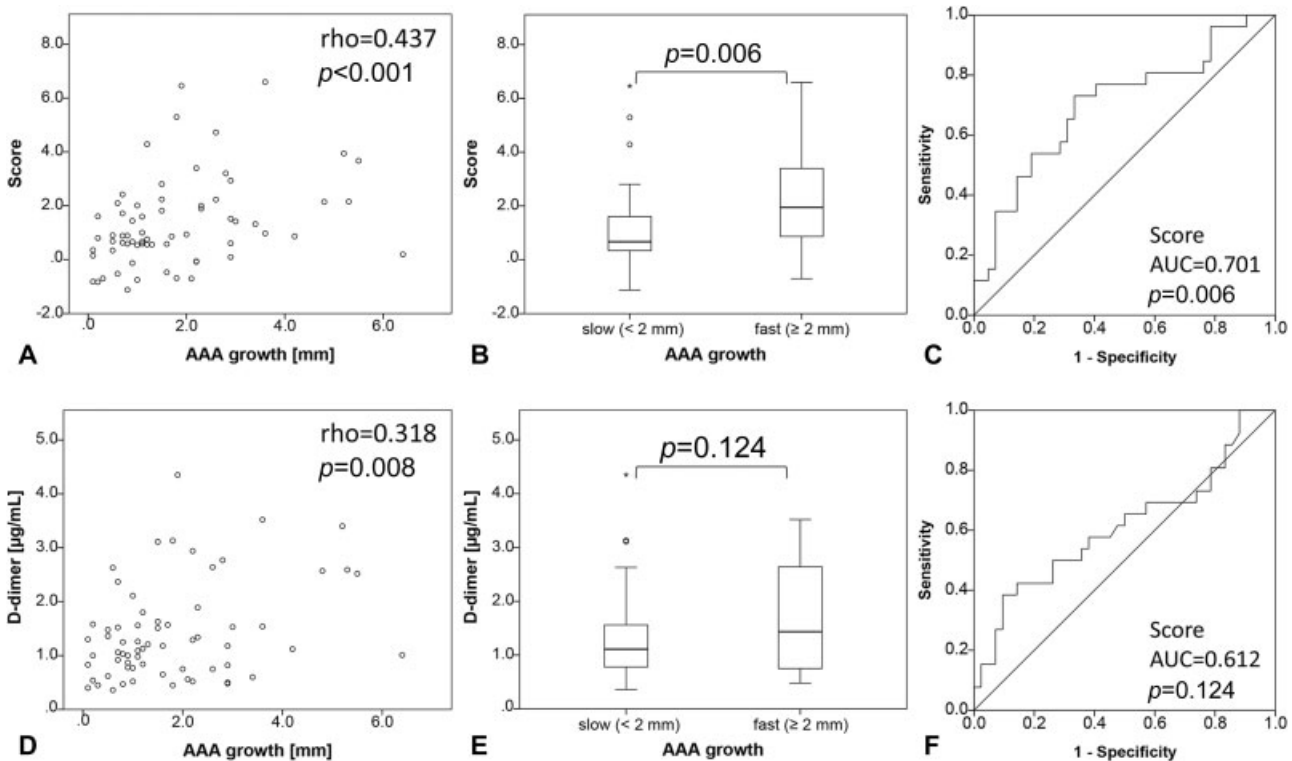 8.0
6.0
4.0
2.0
.0
-2.0
Score
rho=0.437
p<0.001
.0
2.0
4.0
6.0
A
AAA growth [mm]
8.0
6.0
4.0
2.0
.0
-2.0
Score
p=0.006
*
slow (< 2 mm)
fast (≥ 2 mm)
B
AAA growth
1.0
0.8
0.6
0.4
0.2
0.0
Sensitivity
Score
AUC=0.701
p=0.006
0.0
0.2
0.4
0.6
0.8
1.0
C
1 - Specificity
5.0
4.0
3.0
2.0
1.0
.0
D-dimer [µg/mL]
rho=0.318
p=0.008
.0
2.0
4.0
6.0
D
AAA growth [mm]
5.0
4.0
3.0
2.0
1.0
.0
D-dimer [µg/mL]
p=0.124
*
slow (< 2 mm)
fast (≥ 2 mm)
E
AAA growth
1.0
0.8
0.6
0.4
0.2
0.0
Sensitivity
Score
AUC=0.612
p=0.124
0.0
0.2
0.4
0.6
0.8
1.0
F
1 - Specificity